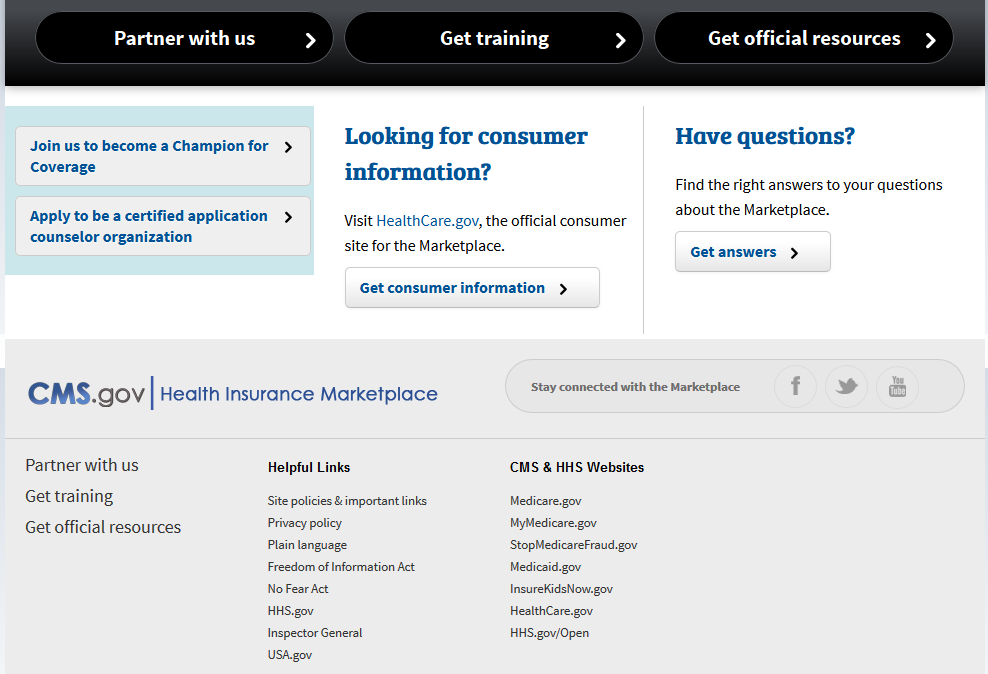 Partner with us
Get training
Get official resources
Join us to become a Champion for
Coverage
Apply to be a certified application
counselor organization
Looking for consumer
information?
Visit HealthCare.gov, the official consumer
site for the Marketplace.
Get consumer information
Have questions?
Find the right answers to your questions
about the Marketplace.
Get answers
CMS.gov | Health Insurance Marketplace
Stay connected with the Marketplace
f
You
Tube
Partner with us
Get training
Get official resources
Helpful Links
Site policies & important links
Privacy policy
Plain language
Freedom of Information Act
No Fear Act
HHS.gov
Inspector General
USA.gov
CMS & HHS Websites
Medicare.gov
MyMedicare.gov
StopMedicareFraud.gov
Medicaid.gov
InsureKidsNow.gov
HealthCare.gov
HHS.gov/Open